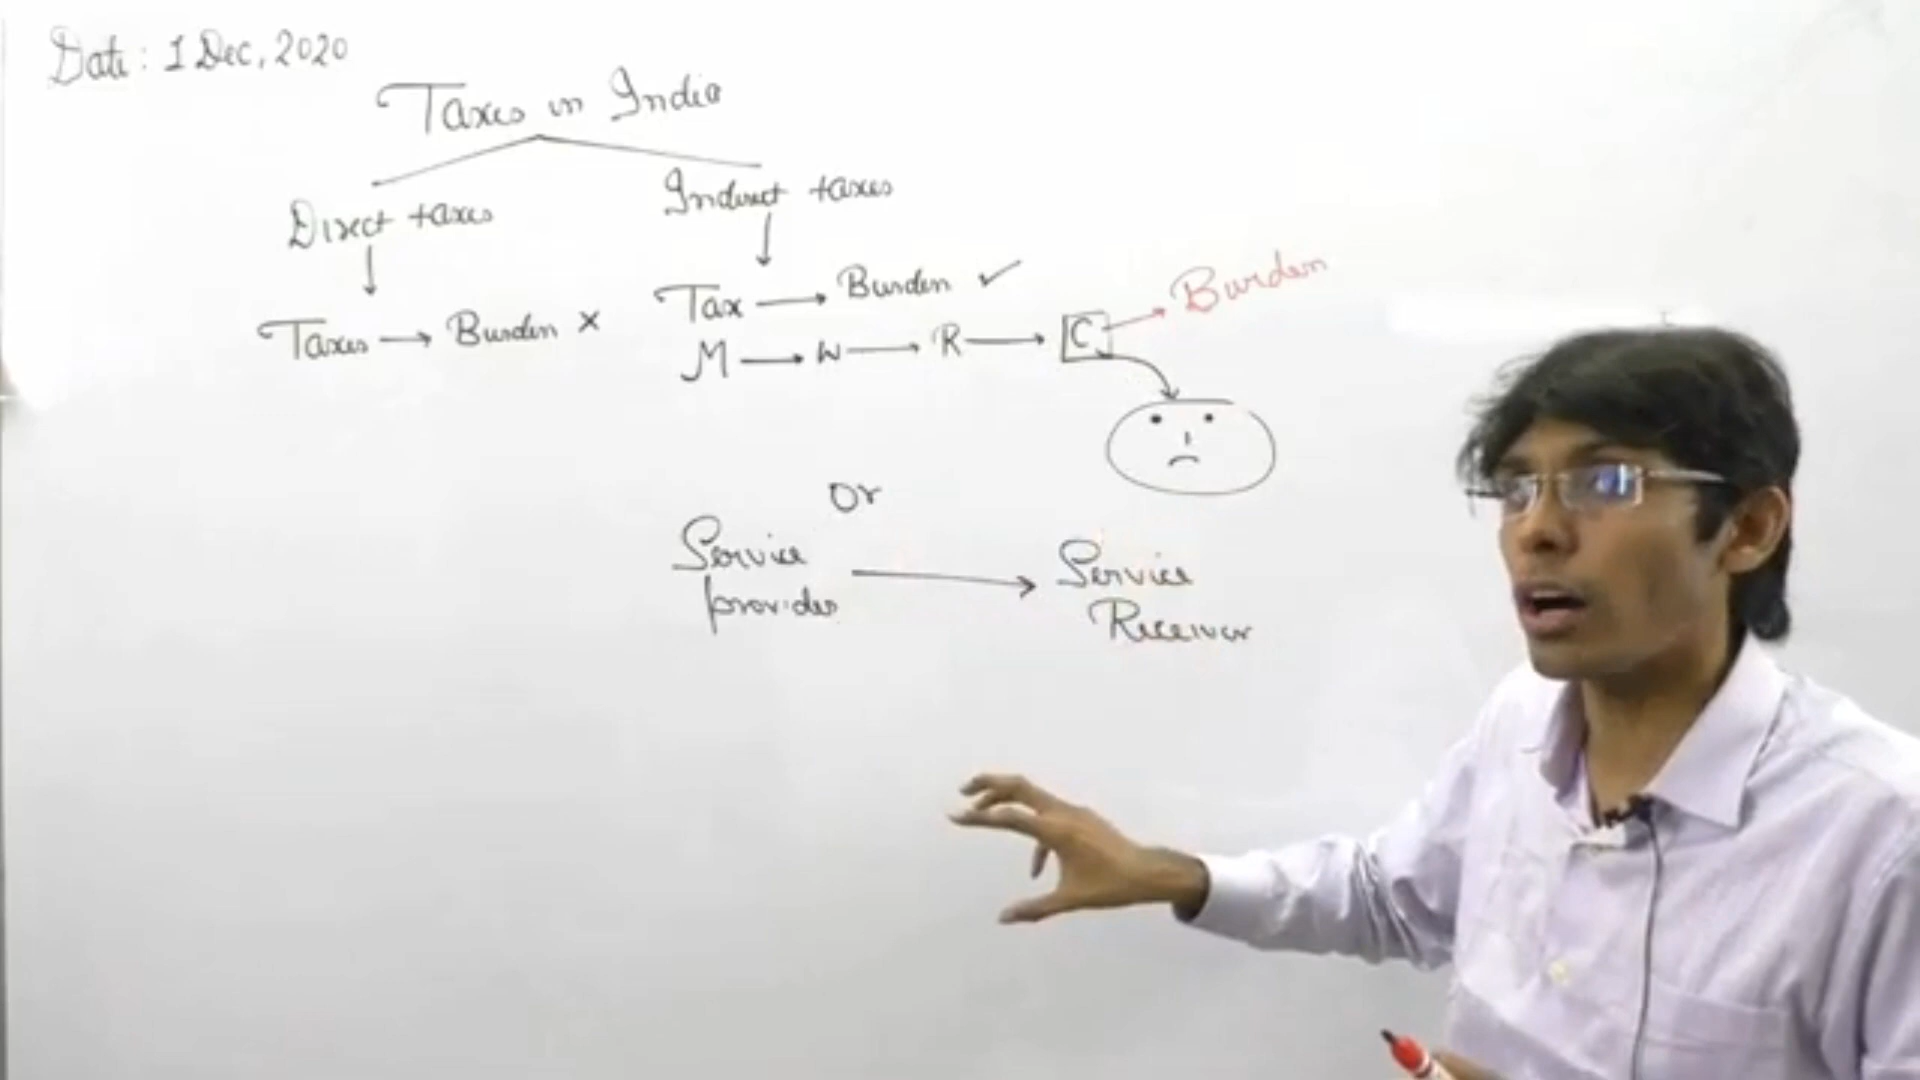 Date: 1 Dec, 2020
Taxes in India
Direct taxes
Indirect taxes
Taxes → Burden ×
Tax → Burden ✓
M → W → R → C → Burden
Or
Service provider → Service Receiver